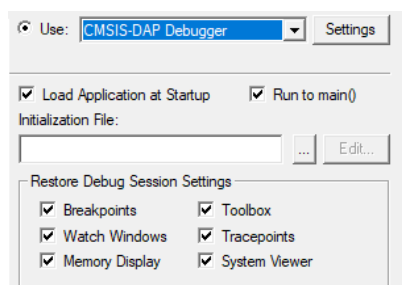 Use: CMSIS-DAP Debugger Settings
Load Application at Startup Run to main()
Initialization File:
... Edit...
Restore Debug Session Settings
Breakpoints Toolbox
Watch Windows Tracepoints
Memory Display System Viewer